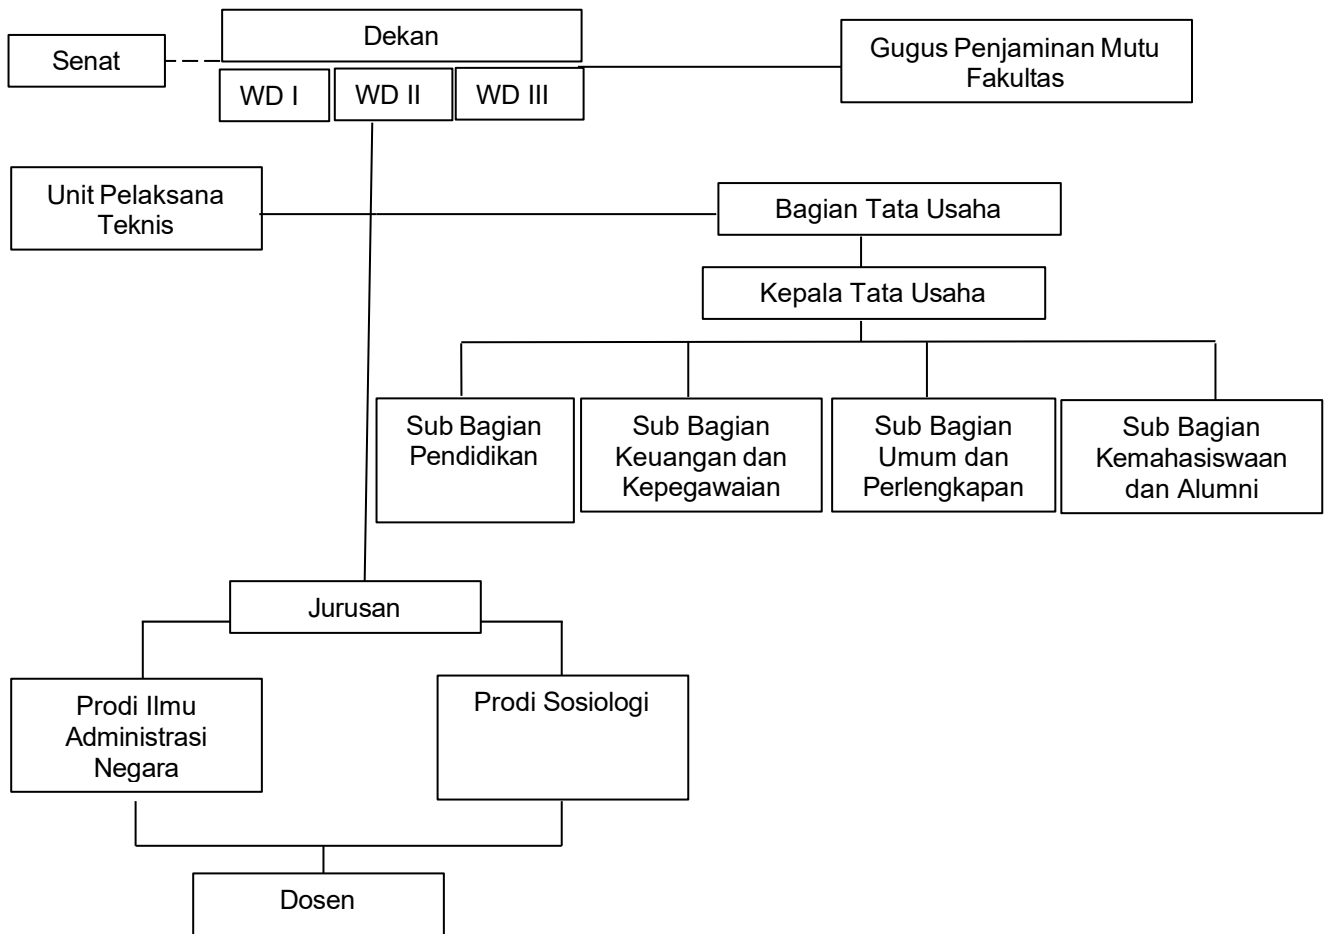 Dekan
Senat
Gugus Penjaminan Mutu
Fakultas
WD I
WD II
WD III
Unit Pelaksana
Teknis
Bagian Tata Usaha
Kepala Tata Usaha
Sub Bagian
Pendidikan
Sub Bagian
Keuangan dan
Kepegawaian
Sub Bagian
Umum dan
Perlengkapan
Sub Bagian
Kemahasiswaan
dan Alumni
Jurusan
Prodi Ilmu
Administrasi
Negara
Prodi Sosiologi
Dosen